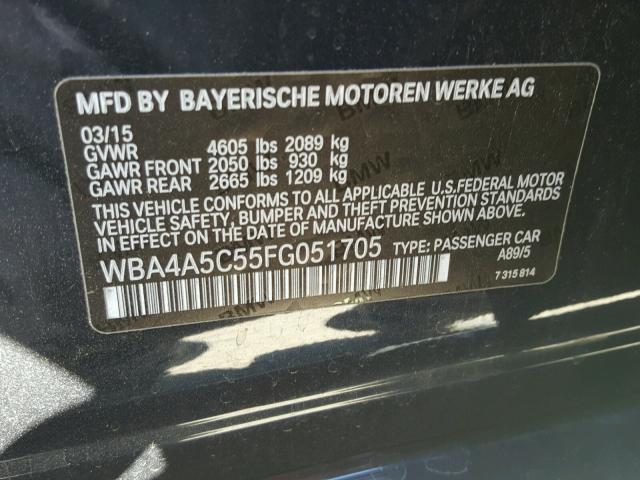 MFD BY BAYERISCHE MOTOREN WERKE AG
03/15
GVWR 4605 lbs 2089 kg
GAWR FRONT 2050 lbs 930 kg
GAWR REAR 2665 lbs 1209 kg
THIS VEHICLE CONFORMS TO ALL APPLICABLE U.S.FEDERAL MOTOR
VEHICLE SAFETY, BUMPER AND THEFT PREVENTION STANDARDS
IN EFFECT ON THE DATE OF MANUFACTURE SHOWN ABOVE.
WBA4A5C55FG051705 TYPE: PASSENGER CAR
A89/5
7 315 814
BMW
BMW